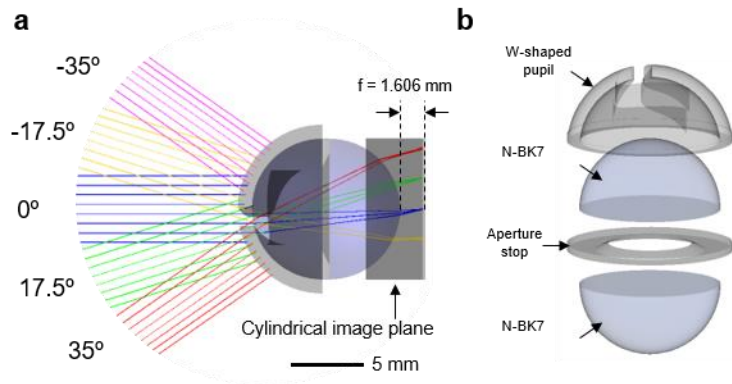 a
-35º
-17.5º
0º
17.5º
35º
f = 1.606 mm
Cylindrical image plane
5 mm
b
W-shaped
pupil
N-BK7
Aperture
stop
N-BK7